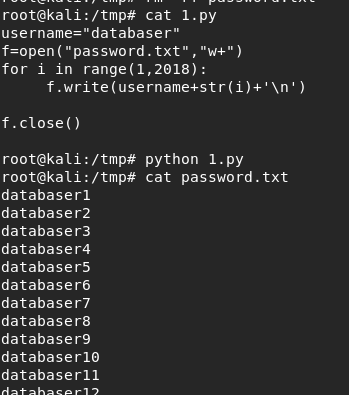 root@kali:/tmp# cat 1.py
username="databaser"
f=open("password.txt","w+")
for i in range(1,2018):
     f.write(username+str(i)+'\n')

f.close()

root@kali:/tmp# python 1.py
root@kali:/tmp# cat password.txt
databaser1
databaser2
databaser3
databaser4
databaser5
databaser6
databaser7
databaser8
databaser9
databaser10
databaser11
databaser12